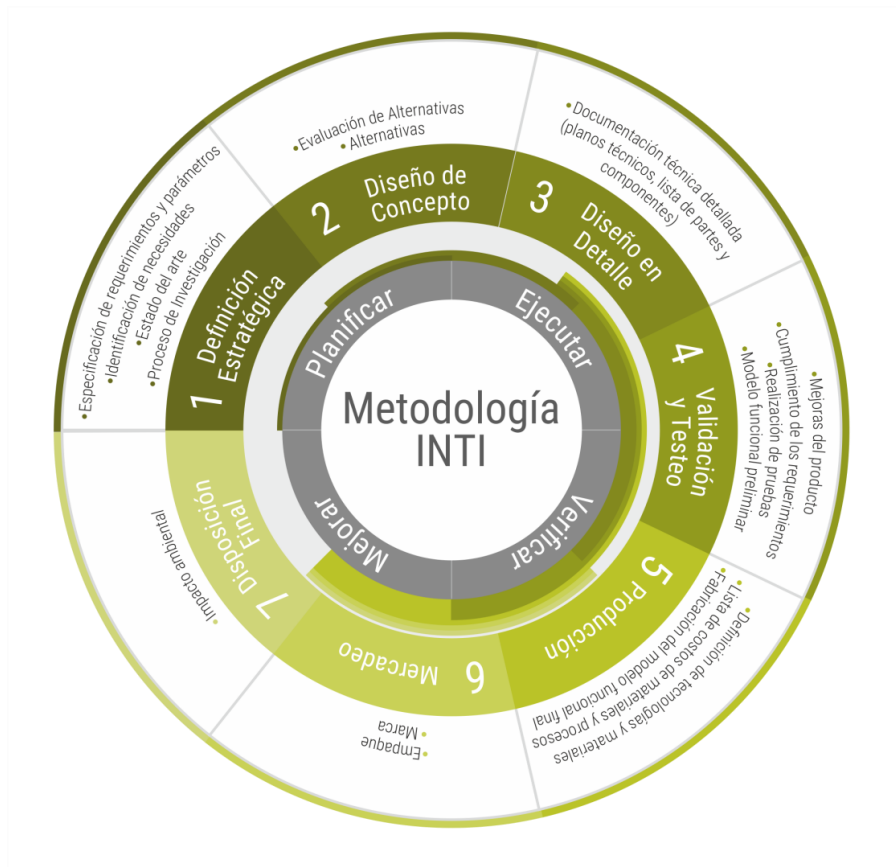 Metodología
INTI
Planificar
Ejecutar
Verificar
Mejorar
1
Definición
Estratégica
•Especificación de requerimientos y parámetros
•Identificación de necesidades
•Estado del arte
•Proceso de Investigación
2
Diseño de
Concepto
•Evaluación de Alternativas
•Alternativas
3
Diseño en
Detalle
•Documentación técnica detallada
(planos técnicos, lista de partes y
componentes)
4
Validación
y Testeo
•Mejoras del producto
•Cumplimiento de los requerimientos
•Realización de pruebas
•Modelo funcional preliminar
5
Producción
•Definición de tecnologías y materiales
•Lista de costos de materiales y procesos
•Fabricación del modelo funcional final
6
Mercadeo
•Marca
•Empaque
7
Disposición
Final
•Impacto ambiental